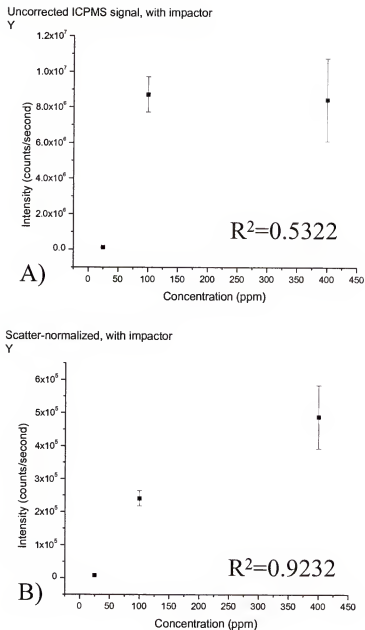 Uncorrected ICPMS signal, with impactor
Y
1.2x10⁷
1.0x10⁷
8.0x10⁶
6.0x10⁶
4.0x10⁶
2.0x10⁶
0.0
Intensity (counts/second)
R²=0.5322
0 50 100 150 200 250 300 350 400 450
A)
Concentration (ppm)
Scatter-normalized, with impactor
Y
6x10⁵
5x10⁵
4x10⁵
3x10⁵
2x10⁵
1x10⁵
0
Intensity (counts/second)
R²=0.9232
0 50 100 150 200 250 300 350 400 450
B)
Concentration (ppm)